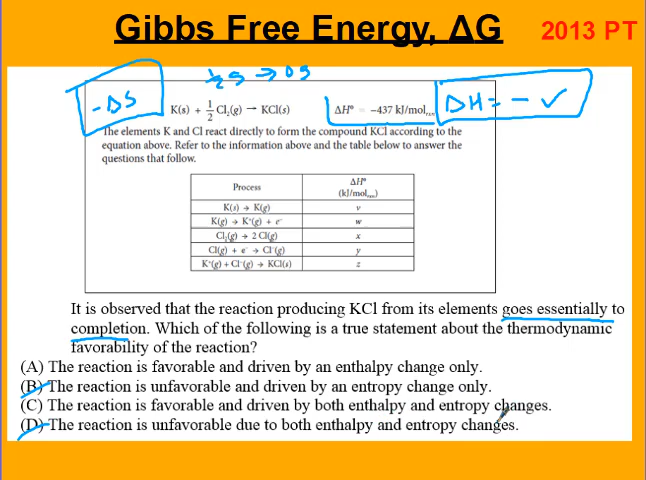 Gibbs Free Energy, ΔG 2013 PT
½ g → 0 g
-ΔS
K(s) + 1/2 Cl₂(g) → KCl(s) ΔH° = −437 kJ/molᵣₓₙ
ΔH = - ✓
The elements K and Cl react directly to form the compound KCl according to the
equation above. Refer to the information above and the table below to answer the
questions that follow.
Process ΔH° (kJ/molᵣₓₙ)
K(s) → K(g) v
K(g) → K⁺(g) + e⁻ w
Cl₂(g) → 2 Cl(g) x
Cl(g) + e⁻ → Cl⁻(g) y
K⁺(g) + Cl⁻(g) → KCl(s) z
It is observed that the reaction producing KCl from its elements goes essentially to
completion. Which of the following is a true statement about the thermodynamic
favorability of the reaction?
(A) The reaction is favorable and driven by an enthalpy change only.
(B) The reaction is unfavorable and driven by an entropy change only.
(C) The reaction is favorable and driven by both enthalpy and entropy changes.
(D) The reaction is unfavorable due to both enthalpy and entropy changes.